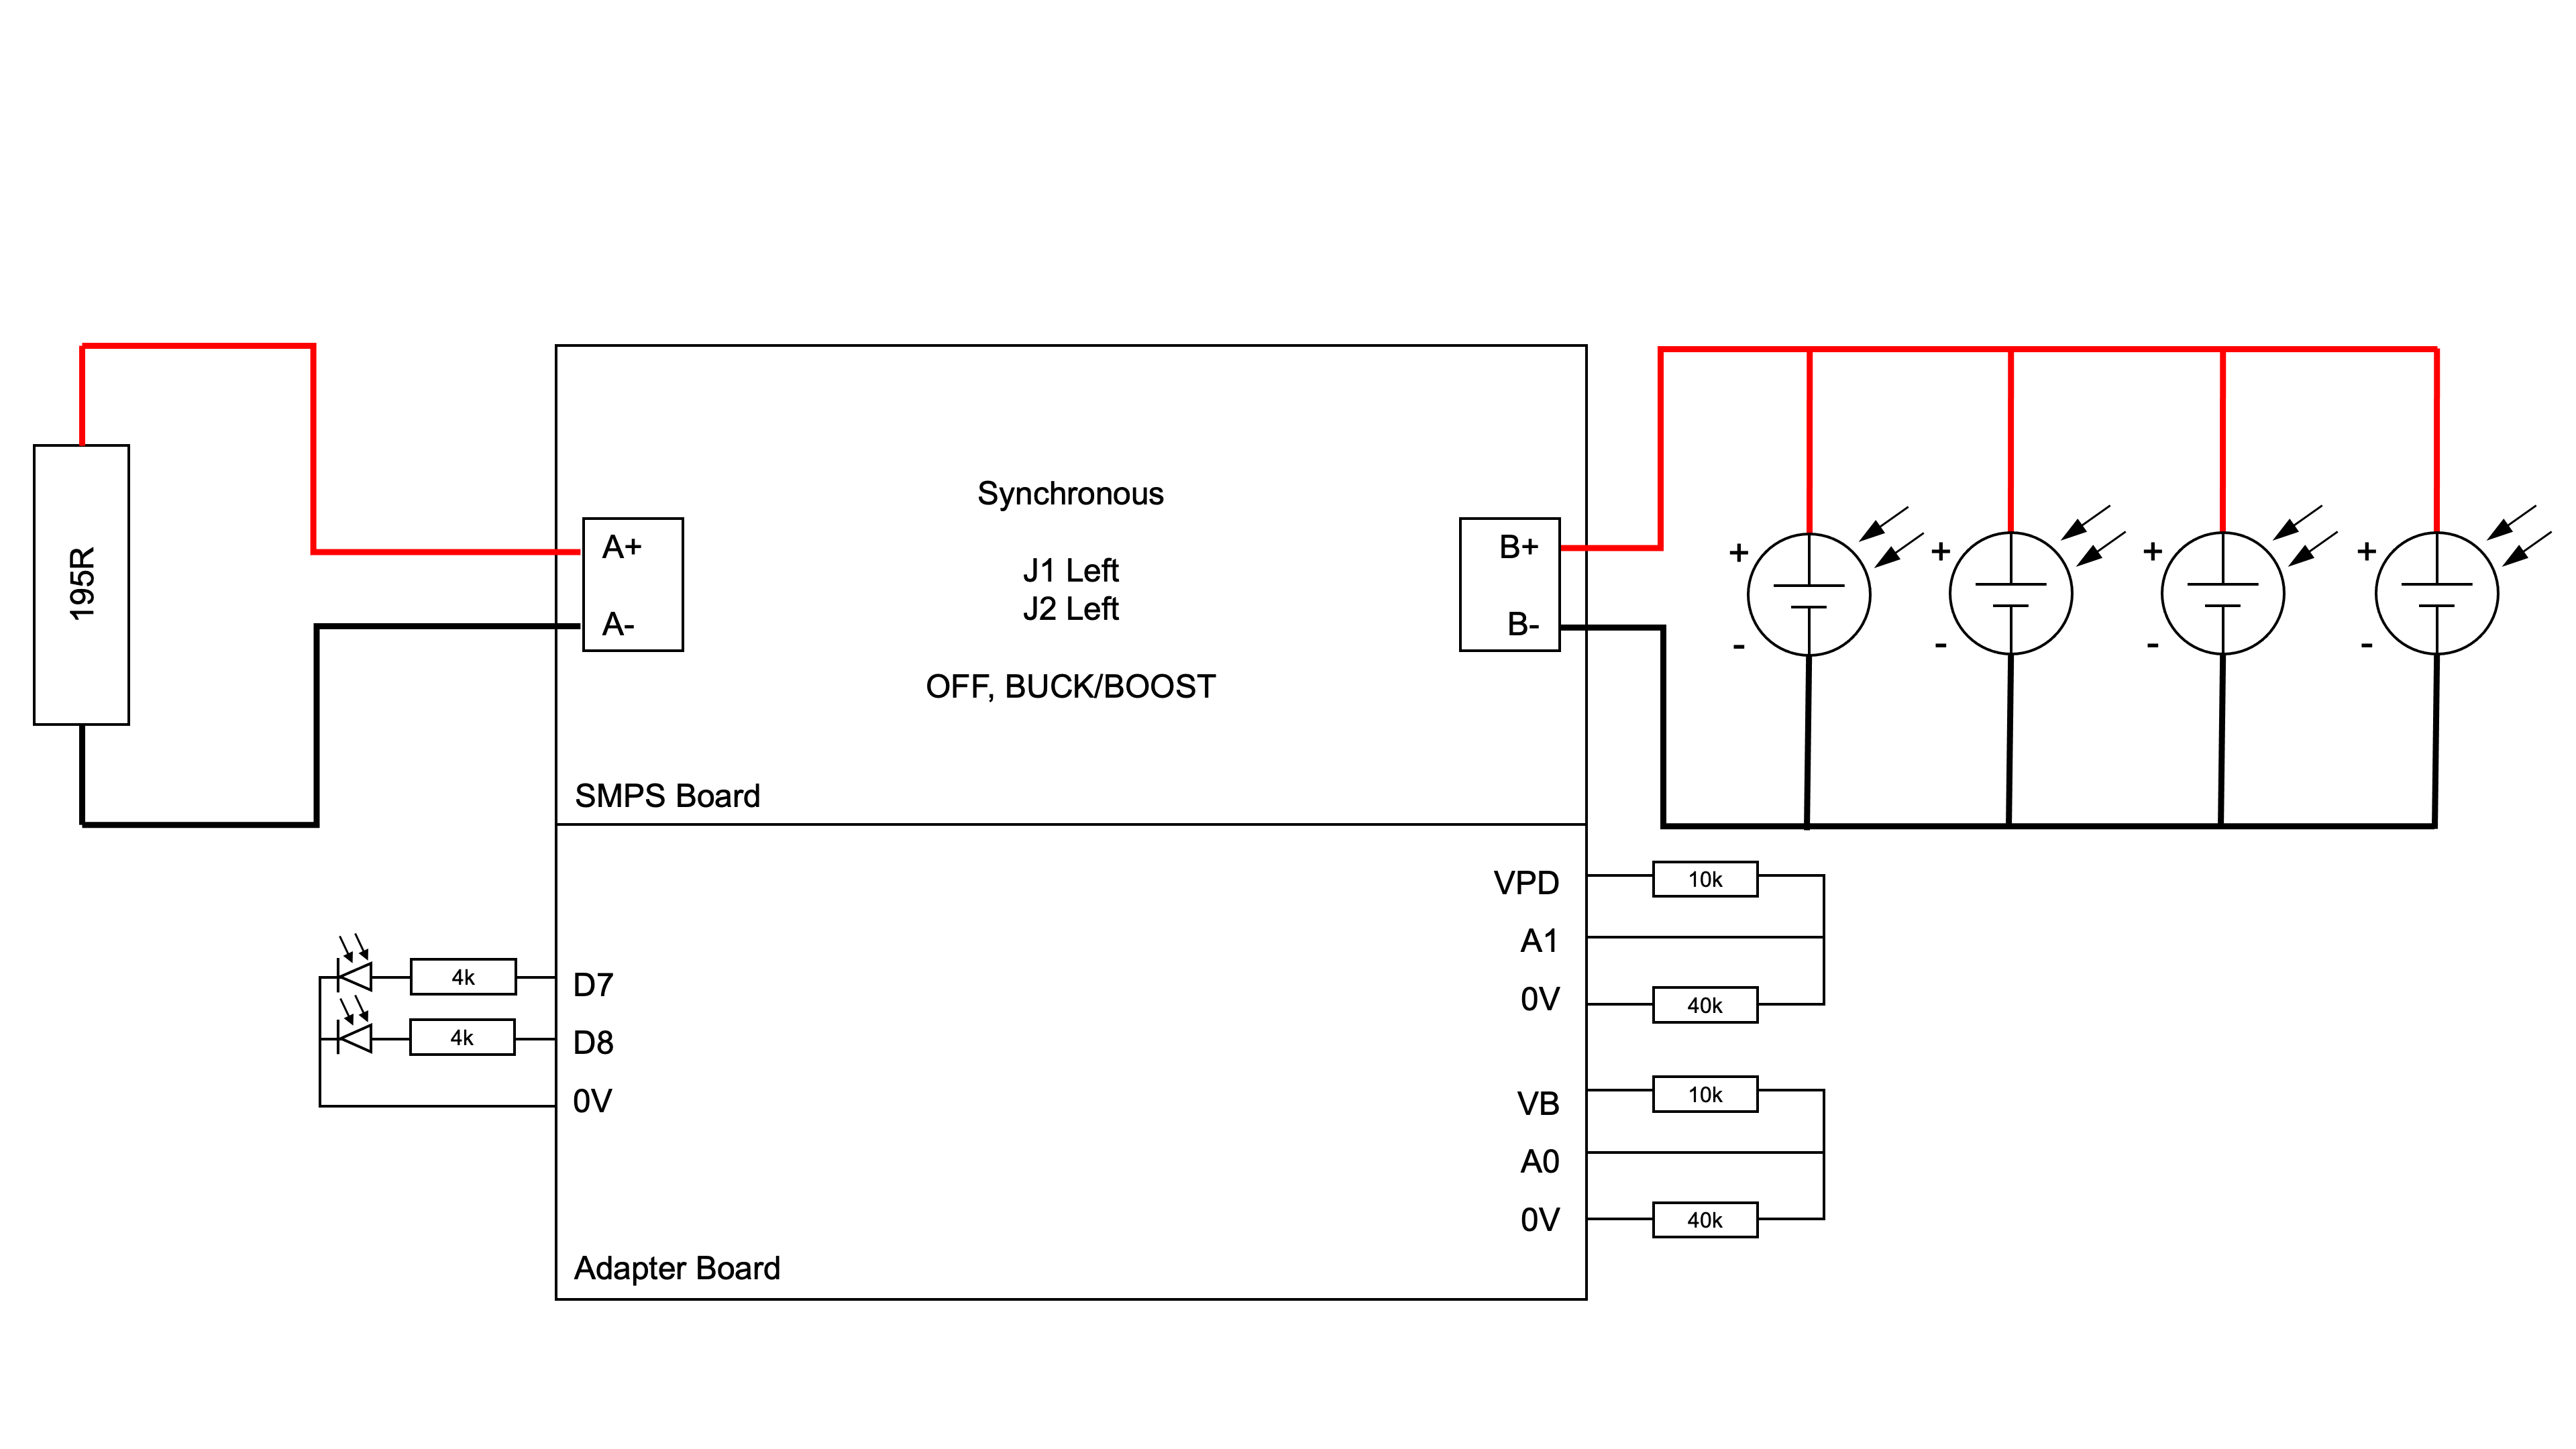 195R
A+
A-
Synchronous
J1 Left
J2 Left
OFF, BUCK/BOOST
SMPS Board
B+
B-
+
-
+
-
+
-
+
-
4k
D7
4k
D8
0V
VPD
10k
A1
0V
40k
VB
10k
A0
0V
40k
Adapter Board